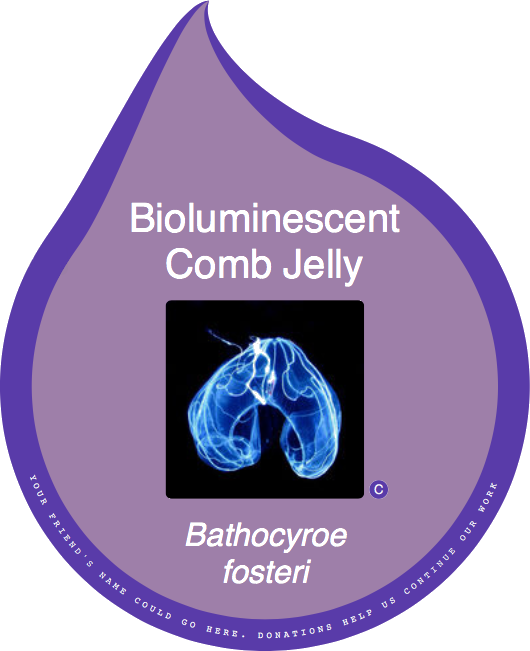 Bioluminescent
Comb Jelly
C
Bathocyroe
fosteri
YOUR FRIEND'S NAME COULD GO HERE. DONATIONS HELP US CONTINUE OUR WORK